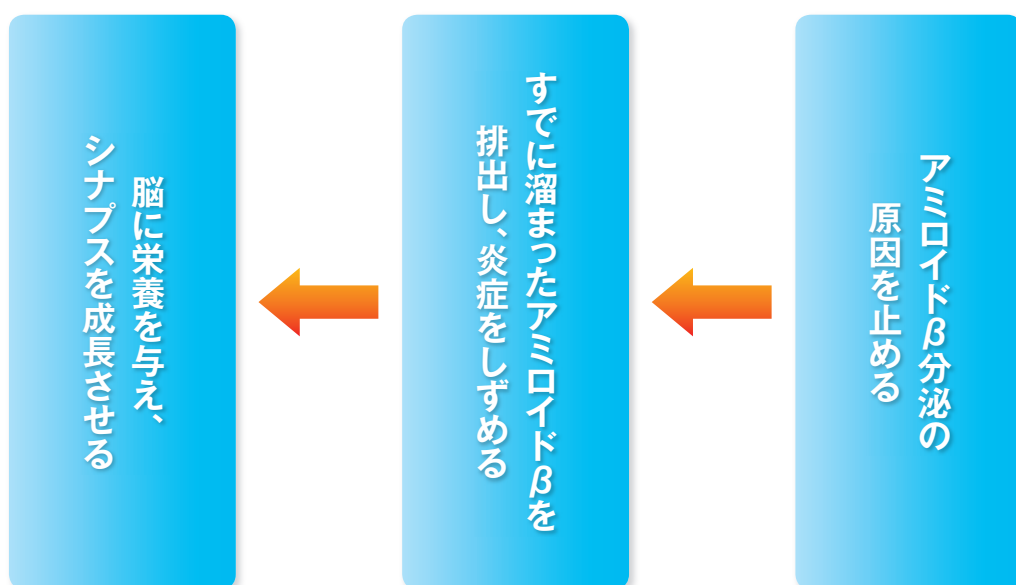 アミロイドβ分泌の
原因を止める
すでに溜まったアミロイドβを
排出し、炎症をしずめる
脳に栄養を与え、
シナプスを成長させる